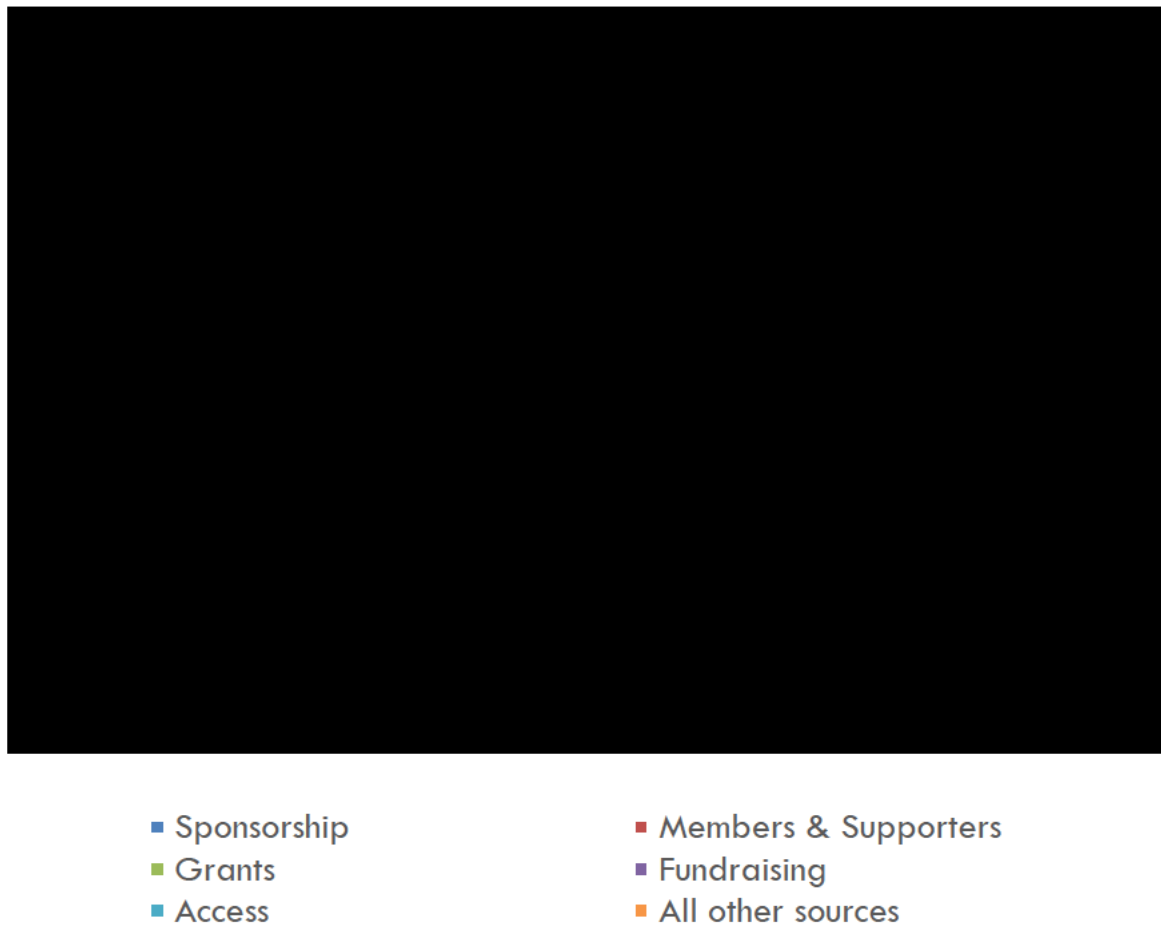 Sponsorship Members & Supporters
Grants Fundraising
Access All other sources